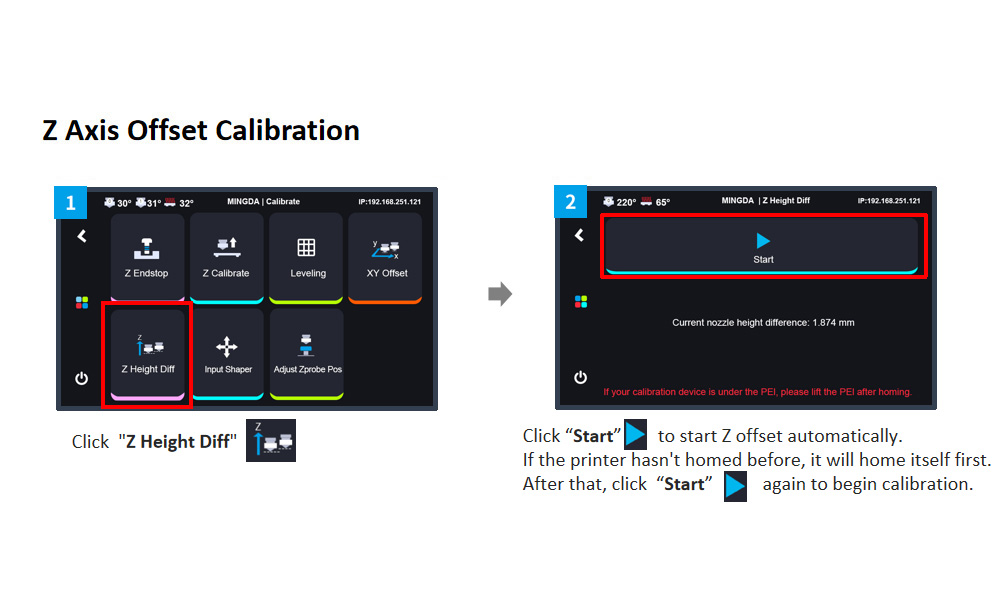 Z Axis Offset Calibration
1
30° 31° 32° MINGDA | Calibrate IP:192.168.251.121
Z Endstop Z Calibrate Leveling XY Offset
Z Height Diff Input Shaper Adjust Zprobe Pos
Click "Z Height Diff"
2
220° 65° MINGDA | Z Height Diff IP:192.168.251.121
Start
Current nozzle height difference: 1.874 mm
If your calibration device is under the PEI, please lift the PEI after homing.
Click “Start” to start Z offset automatically.
If the printer hasn't homed before, it will home itself first.
After that, click “Start” again to begin calibration.